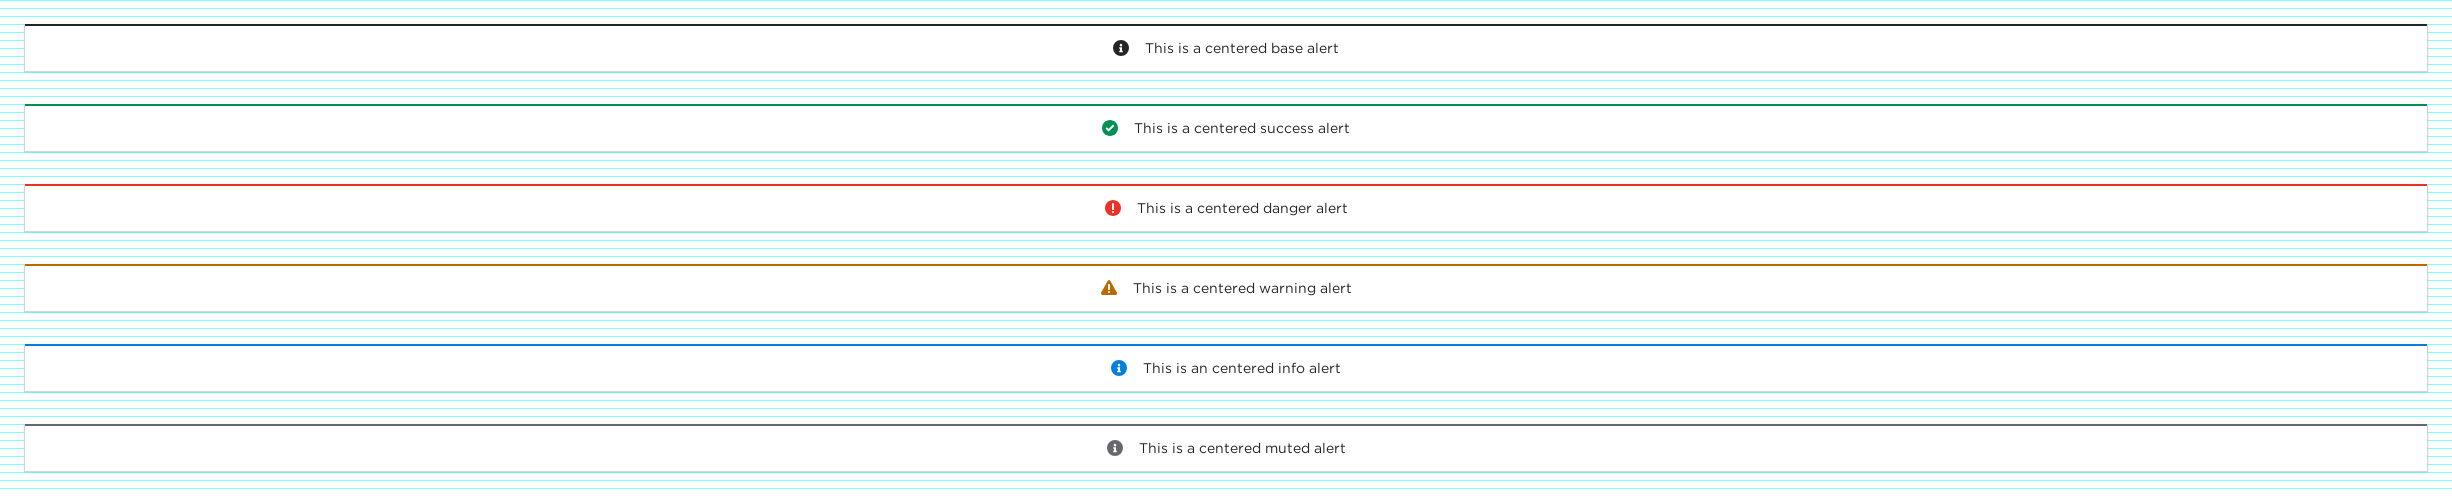 This is a centered base alert
This is a centered success alert
This is a centered danger alert
This is a centered warning alert
This is an centered info alert
This is a centered muted alert